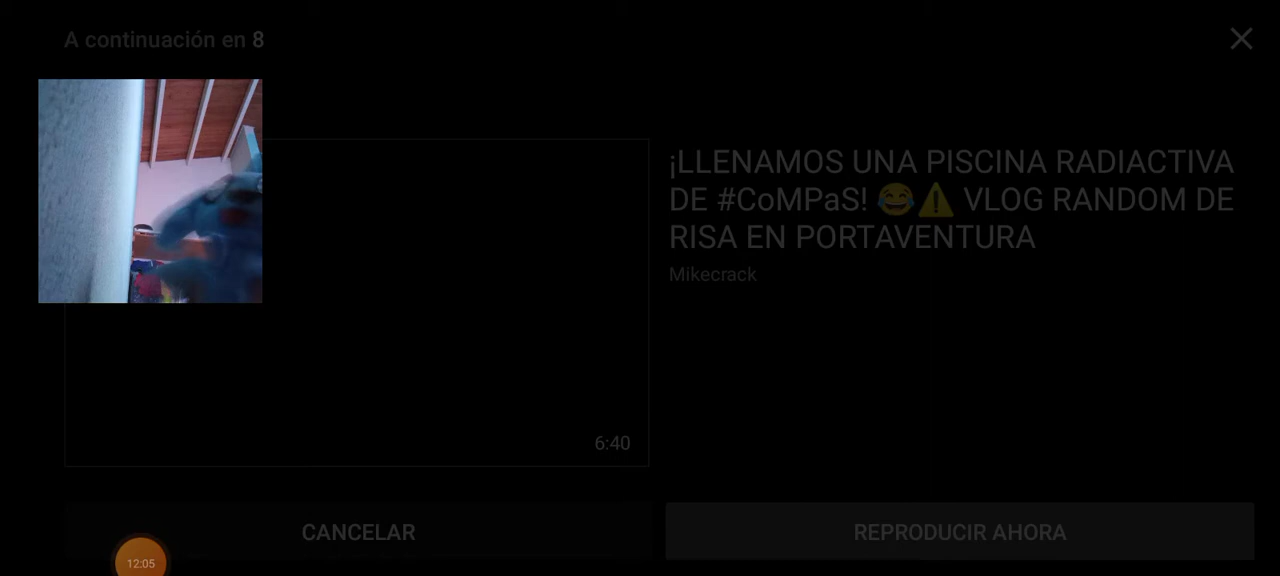 A continuación en 8
¡LLENAMOS UNA PISCINA RADIACTIVA
DE #CoMPaS! 😂⚠️ VLOG RANDOM DE
RISA EN PORTAVENTURA
Mikecrack
6:40
CANCELAR
REPRODUCIR AHORA
12:05